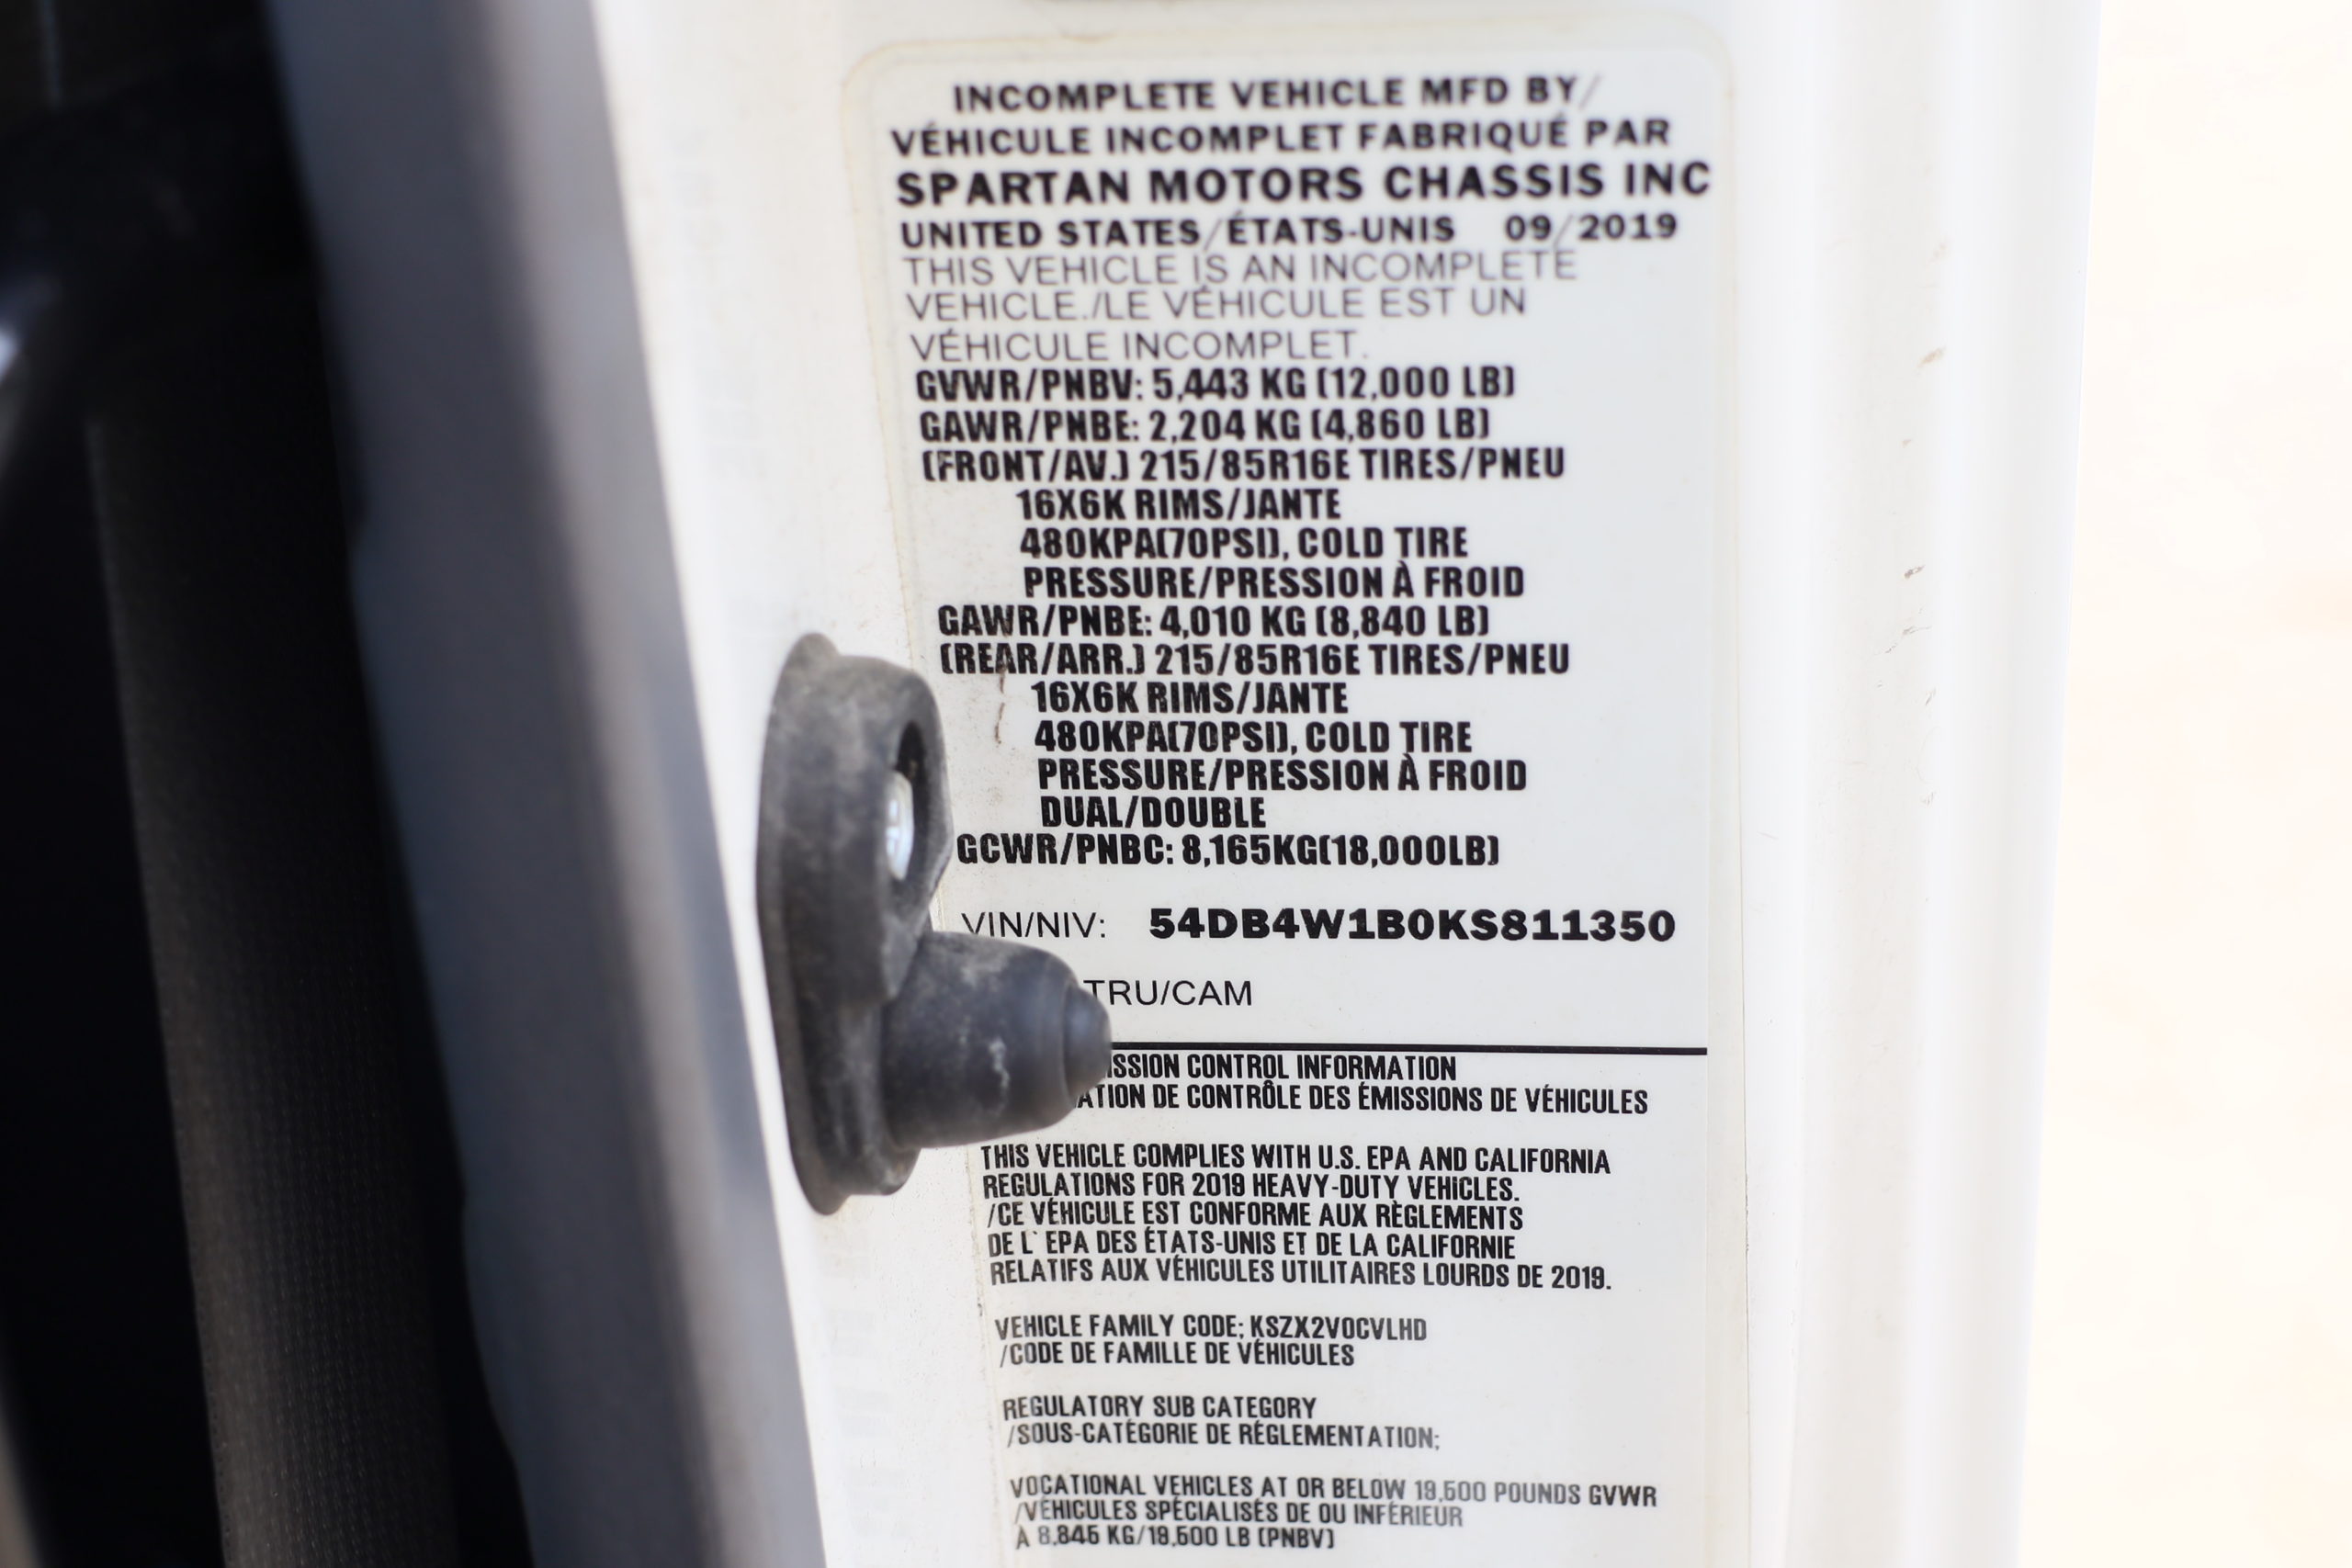 INCOMPLETE VEHICLE MFD BY/
VÉHICULE INCOMPLET FABRIQUÉ PAR
SPARTAN MOTORS CHASSIS INC
UNITED STATES/ÉTATS-UNIS 09/2019
THIS VEHICLE IS AN INCOMPLETE
VEHICLE./LE VÉHICULE EST UN
VÉHICULE INCOMPLET.
GVWR/PNBV: 5,443 KG (12,000 LB)
GAWR/PNBE: 2,204 KG (4,860 LB)
(FRONT/AV.) 215/85R16E TIRES/PNEU
16X6K RIMS/JANTE
480KPA(70PSI), COLD TIRE
PRESSURE/PRESSION À FROID
GAWR/PNBE: 4,010 KG (8,840 LB)
(REAR/ARR.) 215/85R16E TIRES/PNEU
16X6K RIMS/JANTE
480KPA(70PSI), COLD TIRE
PRESSURE/PRESSION À FROID
DUAL/DOUBLE
GCWR/PNBC: 8,165KG(18,000LB)
VIN/NIV: 54DB4W1B0KS811350
TRU/CAM
CONTROL INFORMATION
DE CONTRÔLE DES ÉMISSIONS DE VÉHICULES
THIS VEHICLE COMPLIES WITH U.S. EPA AND CALIFORNIA
REGULATIONS FOR 2019 HEAVY-DUTY VEHICLES.
/CE VÉHICULE EST CONFORME AUX RÈGLEMENTS
DE L` EPA DES ÉTATS-UNIS ET DE LA CALIFORNIE
RELATIFS AUX VÉHICULES UTILITAIRES LOURDS DE 2019.
VEHICLE FAMILY CODE; KSZX2VOCVLHD
/CODE DE FAMILLE DE VÉHICULES
REGULATORY SUB CATEGORY
/SOUS-CATÉGORIE DE RÉGLEMENTATION;
VOCATIONAL VEHICLES AT OR BELOW 19,500 POUNDS GVWR
/VÉHICULES SPÉCIALISÉS DE OU INFÉRIEUR
À 8,845 KG/19,500 LB (PNBV)